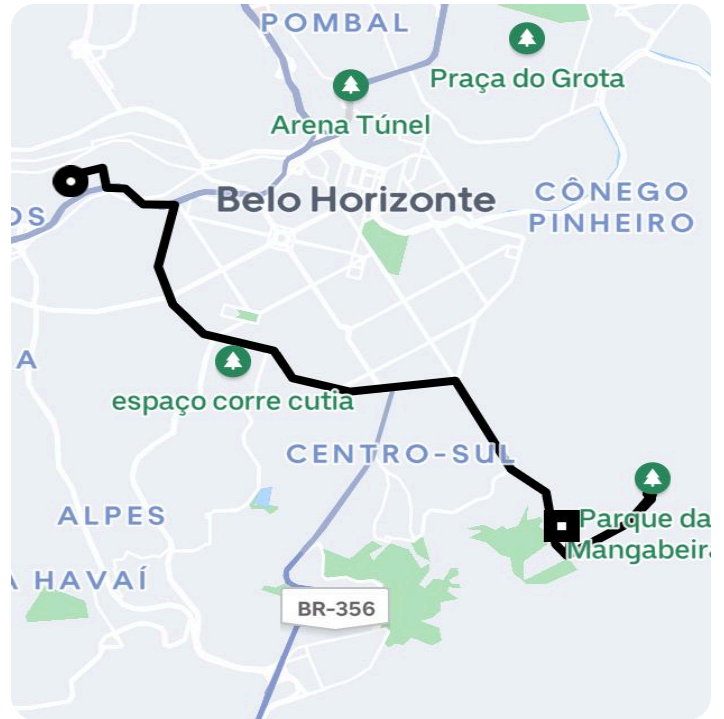 POMBAL
Praça do Grota
Arena Túnel
Belo Horizonte
CÔNEGO
PINHEIRO
OS
A
espaço corre cutia
CENTRO-SUL
ALPES
Parque da
Mangabeira
A HAVAÍ
BR-356